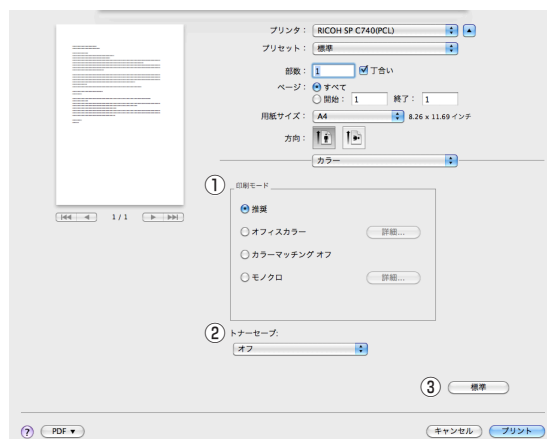 プリンタ： RICOH SP C740(PCL)
プリセット： 標準
部数： 1 丁合い
ページ： すべて
開始： 1 終了： 1
用紙サイズ： A4 8.26 x 11.69 インチ
方向：
カラー
① 印刷モード
推奨
オフィスカラー 詳細...
カラーマッチング オフ
モノクロ 詳細...
1 / 1
② トナーセーブ:
オフ
③ 標準
? PDF ▼ キャンセル プリント